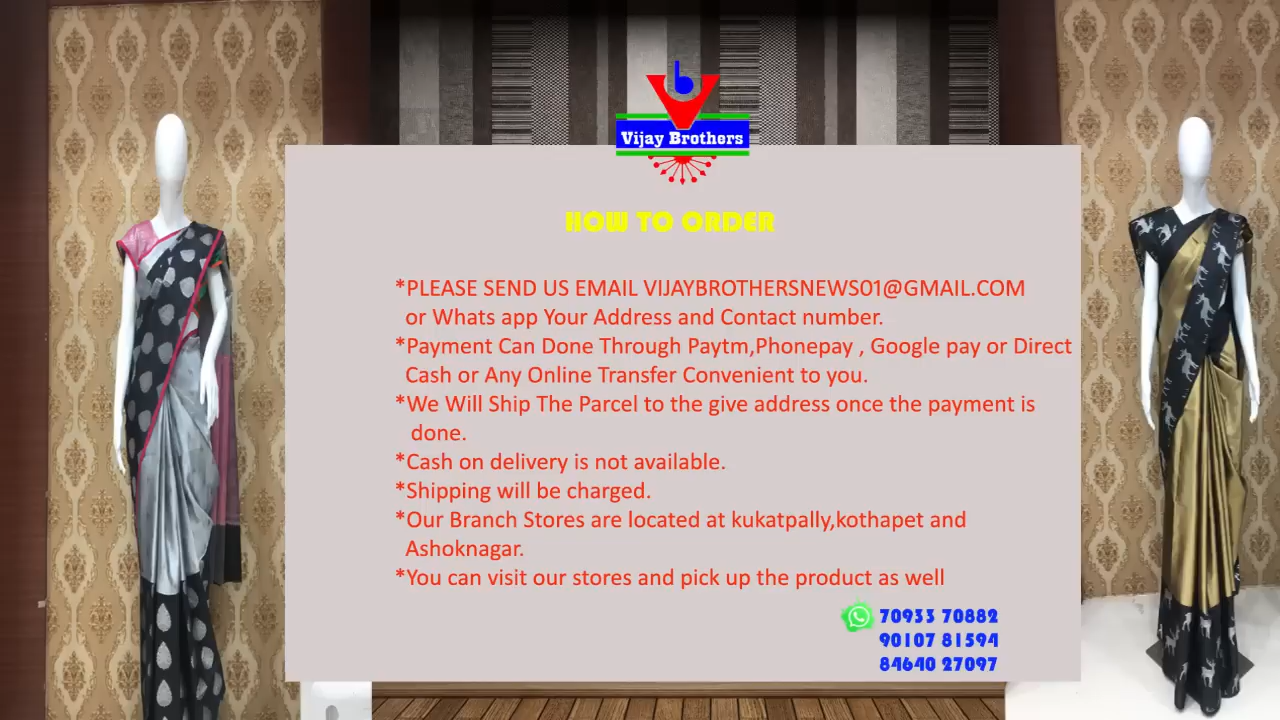 b
Vijay Brothers
HOW TO ORDER
*PLEASE SEND US EMAIL VIJAYBROTHERSNEWS01@GMAIL.COM
or Whats app Your Address and Contact number.
*Payment Can Done Through Paytm,Phonepay , Google pay or Direct
Cash or Any Online Transfer Convenient to you.
*We Will Ship The Parcel to the give address once the payment is
done.
*Cash on delivery is not available.
*Shipping will be charged.
*Our Branch Stores are located at kukatpally,kothapet and
Ashoknagar.
*You can visit our stores and pick up the product as well
70933 70882
90107 81594
84640 27097